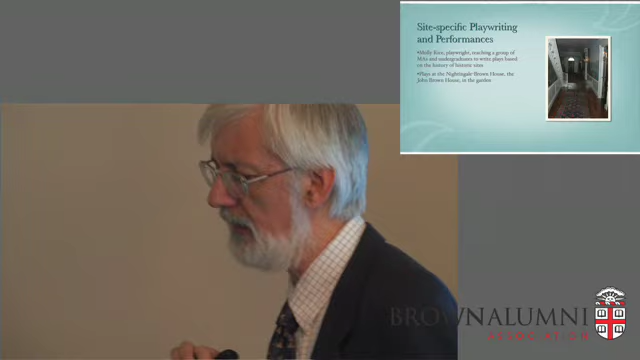 Site-specific Playwriting
and Performances
•Molly Rice, playwright, teaching a group of
MAs and undergraduates to write plays based
on the history of historic sites
•Plays at the Nightingale Brown House, the
John Brown House, in the garden
BROWNALUMNI
ASSOCIATION